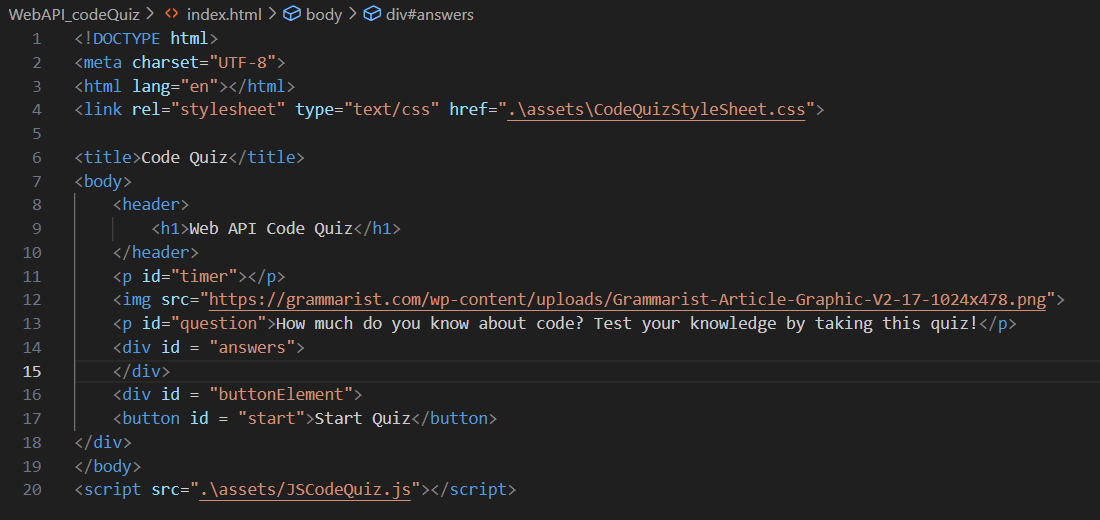 WebAPI_codeQuiz > <> index.html > body > div#answers
1 <!DOCTYPE html>
2 <meta charset="UTF-8">
3 <html lang="en"></html>
4 <link rel="stylesheet" type="text/css" href=".\assets\CodeQuizStyleSheet.css">
5
6 <title>Code Quiz</title>
7 <body>
8     <header>
9         <h1>Web API Code Quiz</h1>
10     </header>
11     <p id="timer"></p>
12     <img src="https://grammarist.com/wp-content/uploads/Grammarist-Article-Graphic-V2-17-1024x478.png">
13     <p id="question">How much do you know about code? Test your knowledge by taking this quiz!</p>
14     <div id = "answers">
15     </div>
16     <div id = "buttonElement">
17     <button id = "start">Start Quiz</button>
18 </div>
19 </body>
20 <script src=".\assets/JSCodeQuiz.js"></script>